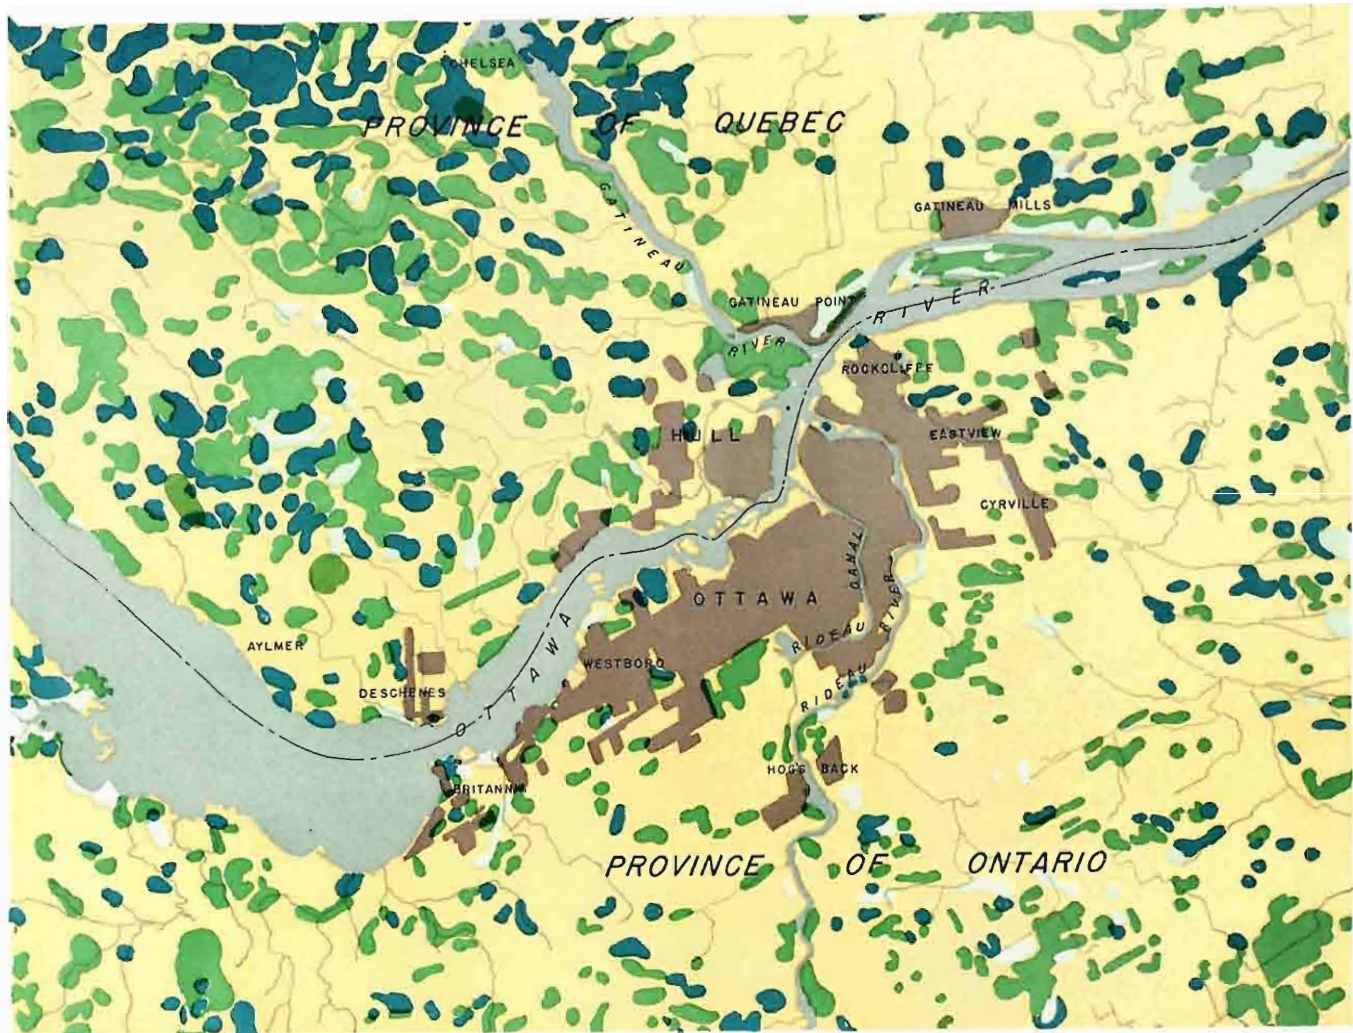 CHELSEA
PROVINCE OF QUEBEC
GATINEAU
GATINEAU MILLS
GATINEAU POINT
RIVER
RIVER
ROCKCLIFFE
HULL
EASTVIEW
CYRVILLE
CANAL
OTTAWA
RIVER
RIDEAU
AYLMER
WESTBORO
DESCHENES
OTTAWA
RIDEAU
HOGS BACK
BRITANNIA
PROVINCE OF ONTARIO